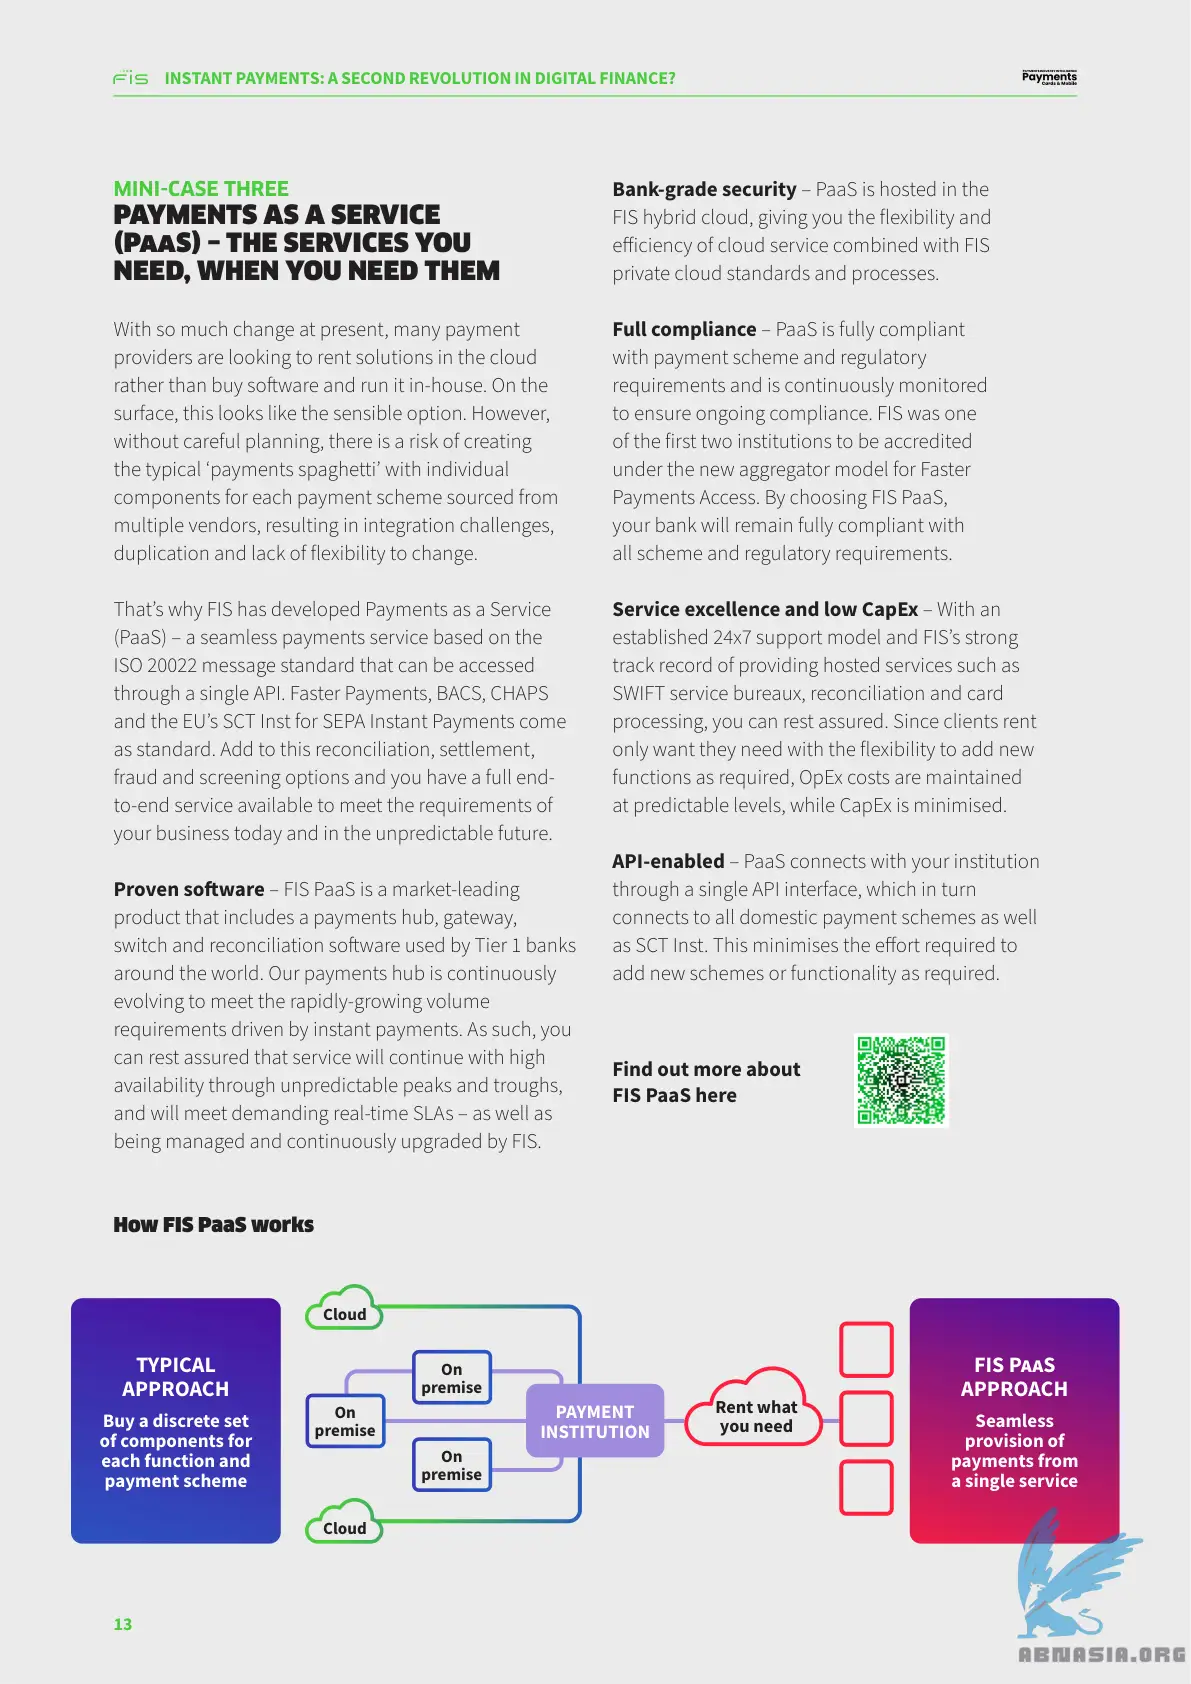 FIS INSTANT PAYMENTS: A SECOND REVOLUTION IN DIGITAL FINANCE?
Payments
Cards & Mobile
MINI-CASE THREE
PAYMENTS AS A SERVICE
(PAAS) – THE SERVICES YOU
NEED, WHEN YOU NEED THEM
With so much change at present, many payment
providers are looking to rent solutions in the cloud
rather than buy software and run it in-house. On the
surface, this looks like the sensible option. However,
without careful planning, there is a risk of creating
the typical ‘payments spaghetti’ with individual
components for each payment scheme sourced from
multiple vendors, resulting in integration challenges,
duplication and lack of flexibility to change.
That’s why FIS has developed Payments as a Service
(PaaS) – a seamless payments service based on the
ISO 20022 message standard that can be accessed
through a single API. Faster Payments, BACS, CHAPS
and the EU’s SCT Inst for SEPA Instant Payments come
as standard. Add to this reconciliation, settlement,
fraud and screening options and you have a full end-
to-end service available to meet the requirements of
your business today and in the unpredictable future.
Proven software – FIS PaaS is a market-leading
product that includes a payments hub, gateway,
switch and reconciliation software used by Tier 1 banks
around the world. Our payments hub is continuously
evolving to meet the rapidly-growing volume
requirements driven by instant payments. As such, you
can rest assured that service will continue with high
availability through unpredictable peaks and troughs,
and will meet demanding real-time SLAs – as well as
being managed and continuously upgraded by FIS.
Bank-grade security – PaaS is hosted in the
FIS hybrid cloud, giving you the flexibility and
efficiency of cloud service combined with FIS
private cloud standards and processes.
Full compliance – PaaS is fully compliant
with payment scheme and regulatory
requirements and is continuously monitored
to ensure ongoing compliance. FIS was one
of the first two institutions to be accredited
under the new aggregator model for Faster
Payments Access. By choosing FIS PaaS,
your bank will remain fully compliant with
all scheme and regulatory requirements.
Service excellence and low CapEx – With an
established 24x7 support model and FIS’s strong
track record of providing hosted services such as
SWIFT service bureaux, reconciliation and card
processing, you can rest assured. Since clients rent
only want they need with the flexibility to add new
functions as required, OpEx costs are maintained
at predictable levels, while CapEx is minimised.
API-enabled – PaaS connects with your institution
through a single API interface, which in turn
connects to all domestic payment schemes as well
as SCT Inst. This minimises the effort required to
add new schemes or functionality as required.
Find out more about
FIS PaaS here
How FIS PaaS works
TYPICAL
APPROACH
Buy a discrete set
of components for
each function and
payment scheme
Cloud
On
premise
On
premise
On
premise
Cloud
PAYMENT
INSTITUTION
Rent what
you need
FIS PAAS
APPROACH
Seamless
provision of
payments from
a single service
13
ABNASIA.ORG